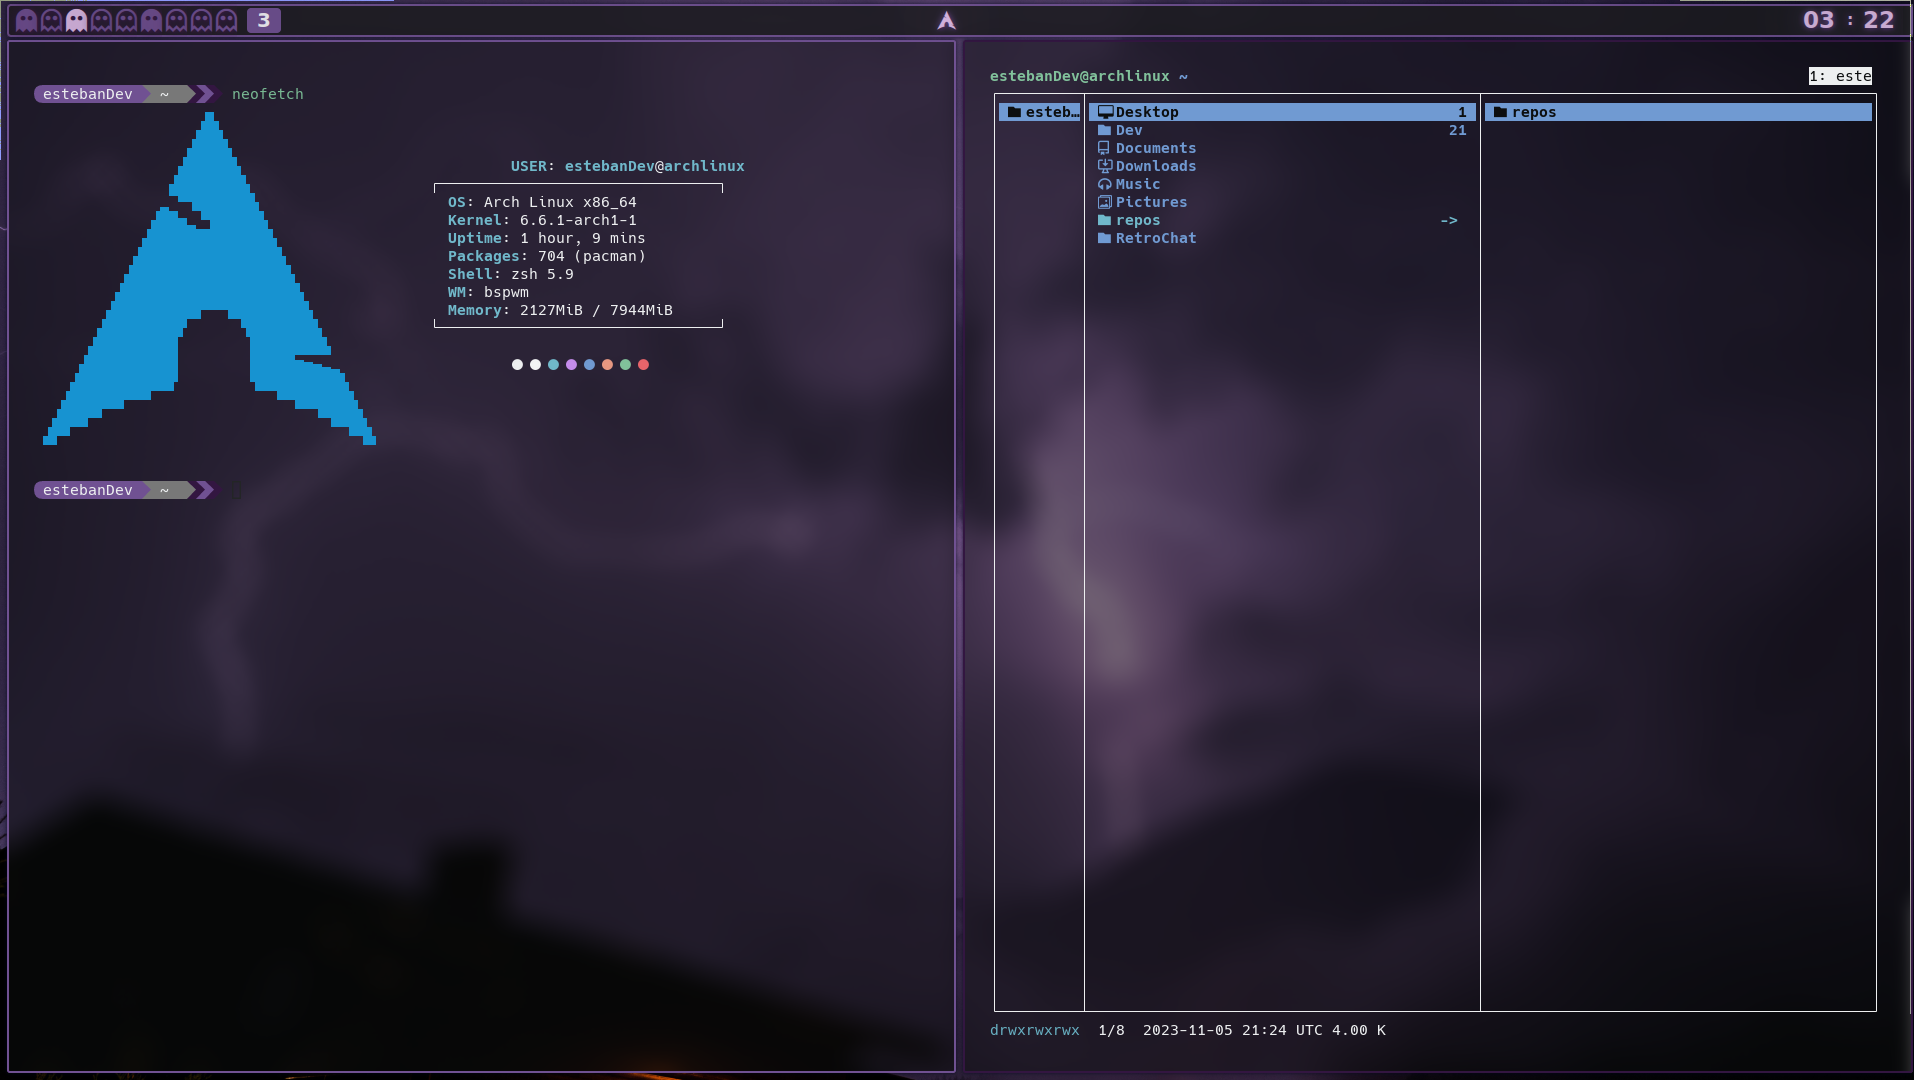 3
03 : 22
estebanDev ~ neofetch
USER: estebanDev@archlinux
OS: Arch Linux x86_64
Kernel: 6.6.1-arch1-1
Uptime: 1 hour, 9 mins
Packages: 704 (pacman)
Shell: zsh 5.9
WM: bspwm
Memory: 2127MiB / 7944MiB
estebanDev ~
estebanDev@archlinux ~ 1: este
esteb… Desktop 1 repos
Dev 21
Documents
Downloads
Music
Pictures
repos ->
RetroChat
drwxrwxrwx 1/8 2023-11-05 21:24 UTC 4.00 K